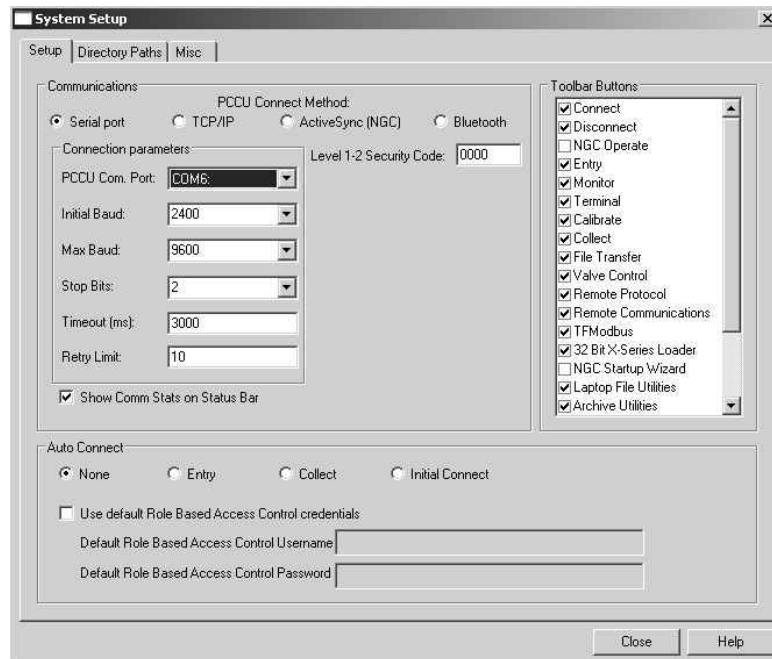 System Setup
Setup Directory Paths Misc
Communications
PCCU Connect Method:
Serial port TCP/IP ActiveSync (NGC) Bluetooth
Connection parameters
Level 1-2 Security Code: 0000
PCCU Com. Port: COM6:
Initial Baud: 2400
Max Baud: 9600
Stop Bits: 2
Timeout (ms): 3000
Retry Limit: 10
Show Comm Stats on Status Bar
Toolbar Buttons
Connect
Disconnect
NGC Operate
Entry
Monitor
Terminal
Calibrate
Collect
File Transfer
Valve Control
Remote Protocol
Remote Communications
TFModbus
32 Bit X-Series Loader
NGC Startup Wizard
Laptop File Utilities
Archive Utilities
Auto Connect
None Entry Collect Initial Connect
Use default Role Based Access Control credentials
Default Role Based Access Control Username
Default Role Based Access Control Password
Close Help